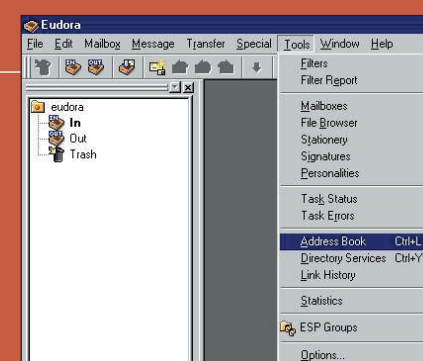 Eudora
File Edit Mailbox Message Transfer Special Tools Window Help
eudora
In
Out
Trash
Filters
Filter Report
Mailboxes
File Browser
Stationery
Signatures
Personalities
Task Status
Task Errors
Address Book Ctrl+L
Directory Services Ctrl+Y
Link History
Statistics
ESP Groups
Options...